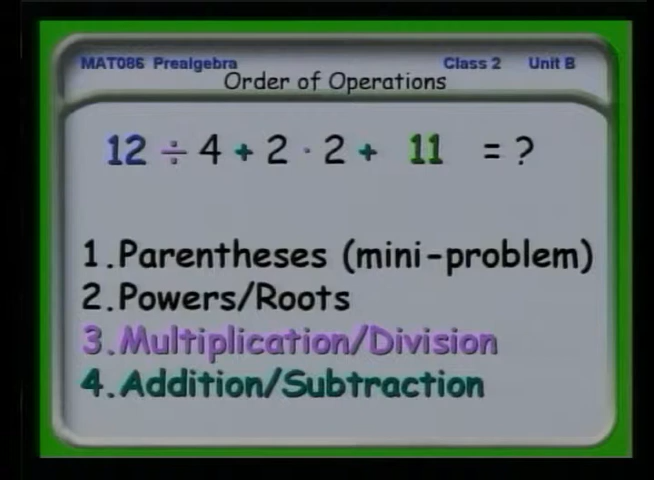 MAT086 Prealgebra Class 2 Unit B
Order of Operations
12 ÷ 4 + 2 · 2 + 11 = ?
1.Parentheses (mini-problem)
2.Powers/Roots
3.Multiplication/Division
4.Addition/Subtraction